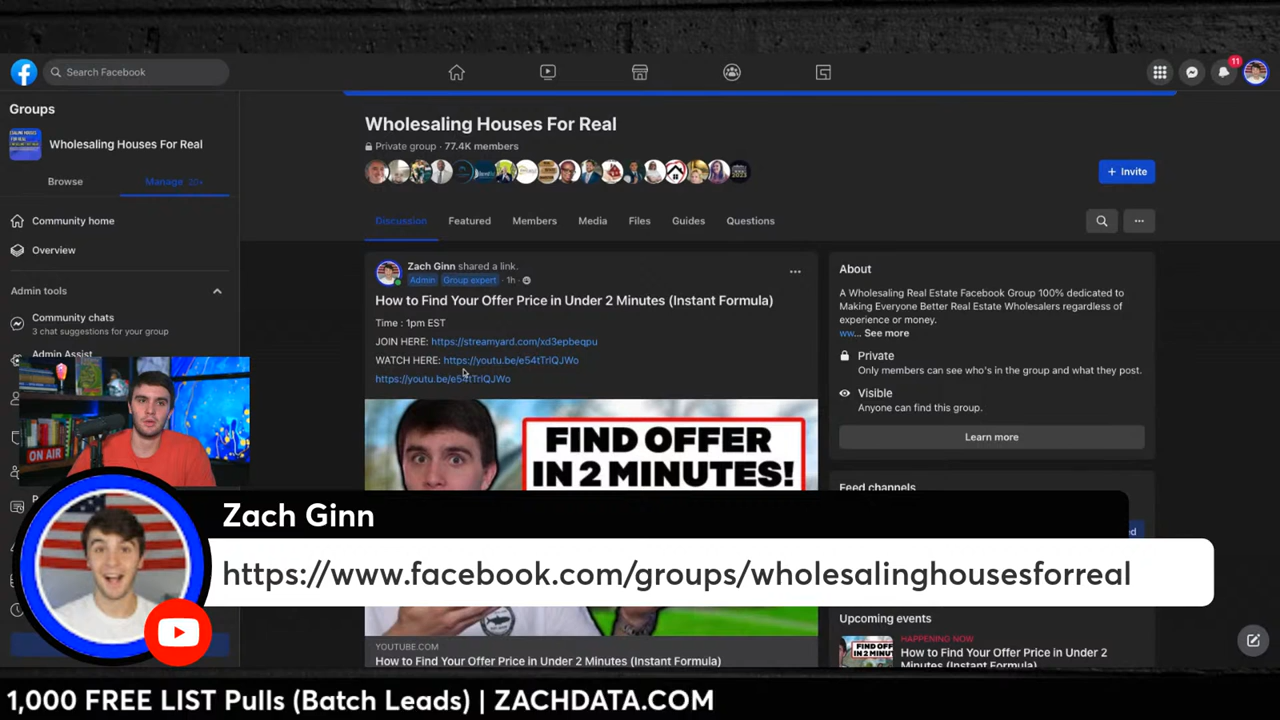 Search Facebook
11
Groups
Wholesaling Houses For Real
Browse
Manage 20+
Community home
Overview
Admin tools
Community chats
3 chat suggestions for your group
Admin Assist
Wholesaling Houses For Real
Private group · 77.4K members
+ Invite
Discussion
Featured
Members
Media
Files
Guides
Questions
Zach Ginn shared a link.
Admin
Group expert
· 1h ·
How to Find Your Offer Price in Under 2 Minutes (Instant Formula)
Time : 1pm EST
JOIN HERE: https://streamyard.com/xd3epbeqpu
WATCH HERE: https://youtu.be/e54tTrIQJWo
https://youtu.be/e54tTrIQJWo
FIND OFFER
IN 2 MINUTES!
YOUTUBE.COM
How to Find Your Offer Price in Under 2 Minutes (Instant Formula)
About
A Wholesaling Real Estate Facebook Group 100% dedicated to
Making Everyone Better Real Estate Wholesalers regardless of
experience or money.
ww... See more
Private
Only members can see who's in the group and what they post.
Visible
Anyone can find this group.
Learn more
Feed channels
Upcoming events
HAPPENING NOW
How to Find Your Offer Price in Under 2
Minutes (Instant Formula)
ON AIR
Zach Ginn
https://www.facebook.com/groups/wholesalinghousesforreal
1,000 FREE LIST Pulls (Batch Leads) | ZACHDATA.COM